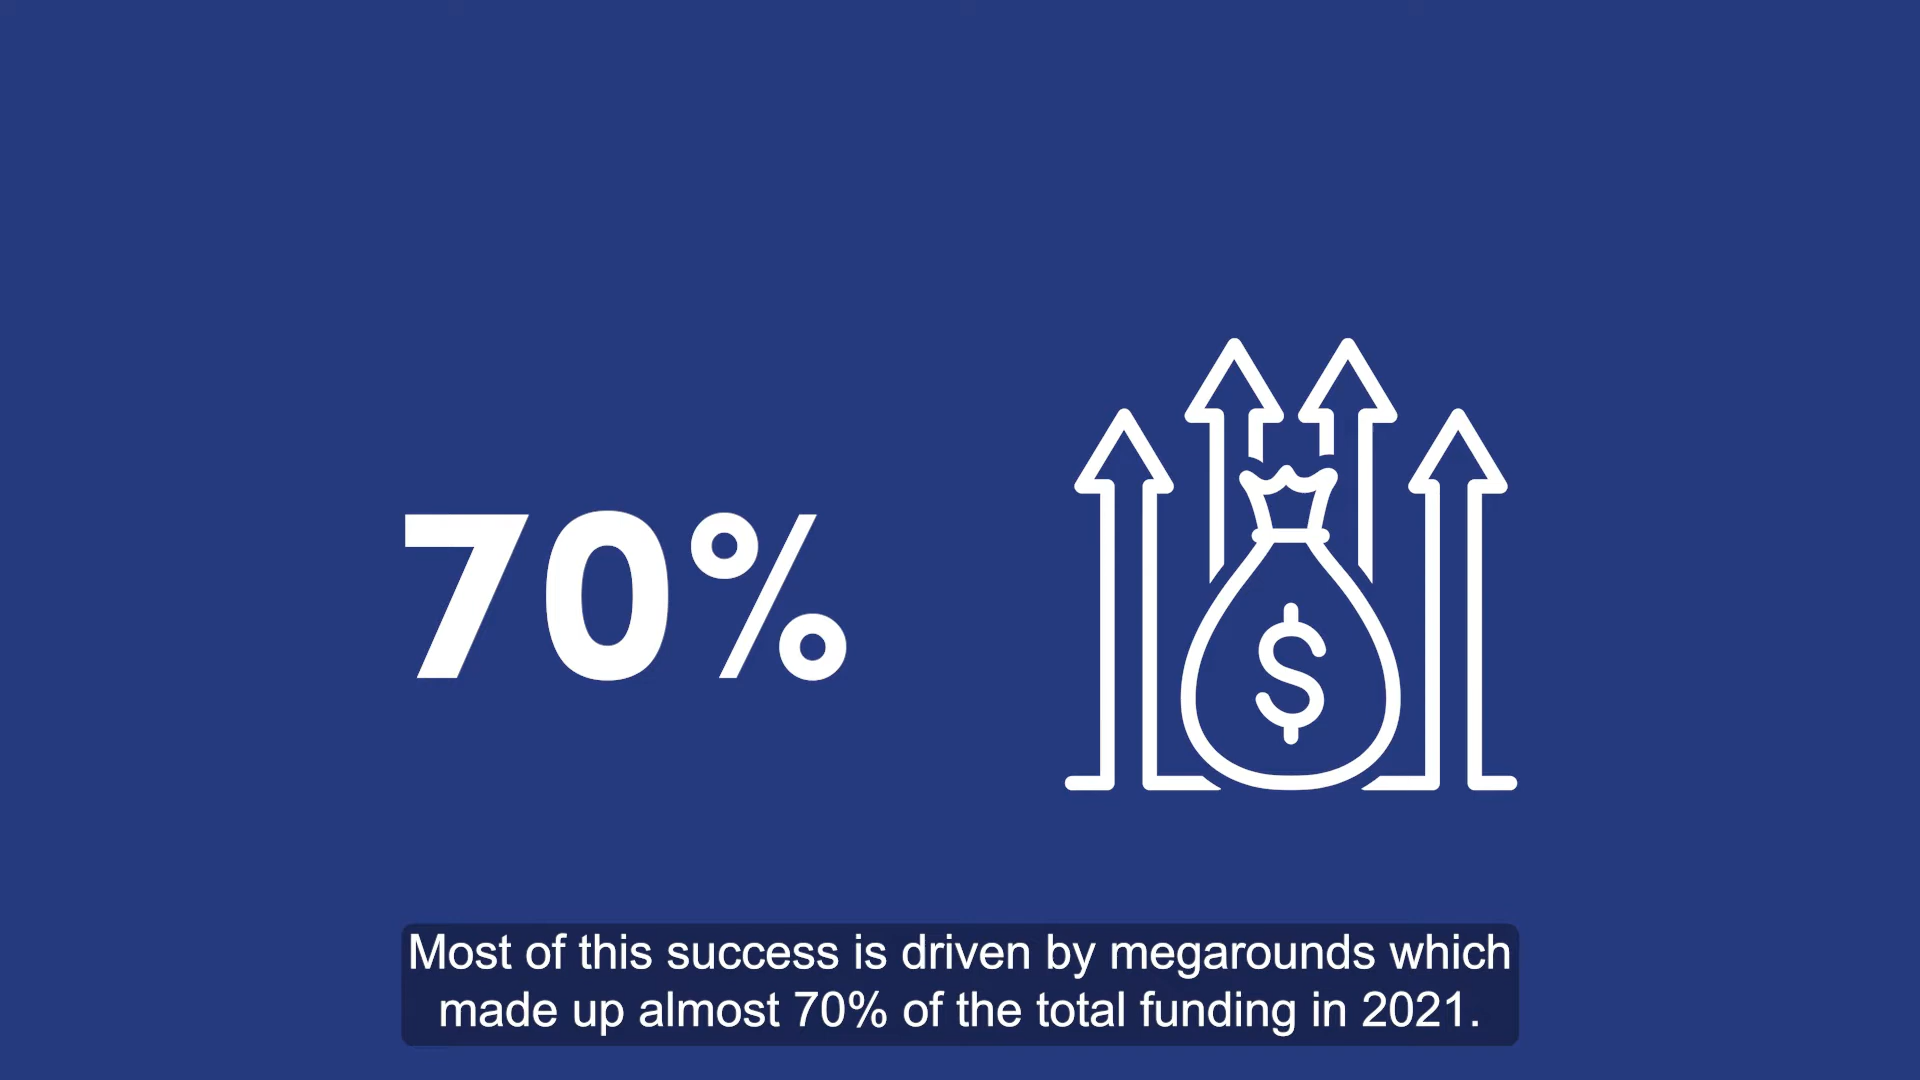 70%
$
Most of this success is driven by megarounds which
made up almost 70% of the total funding in 2021.